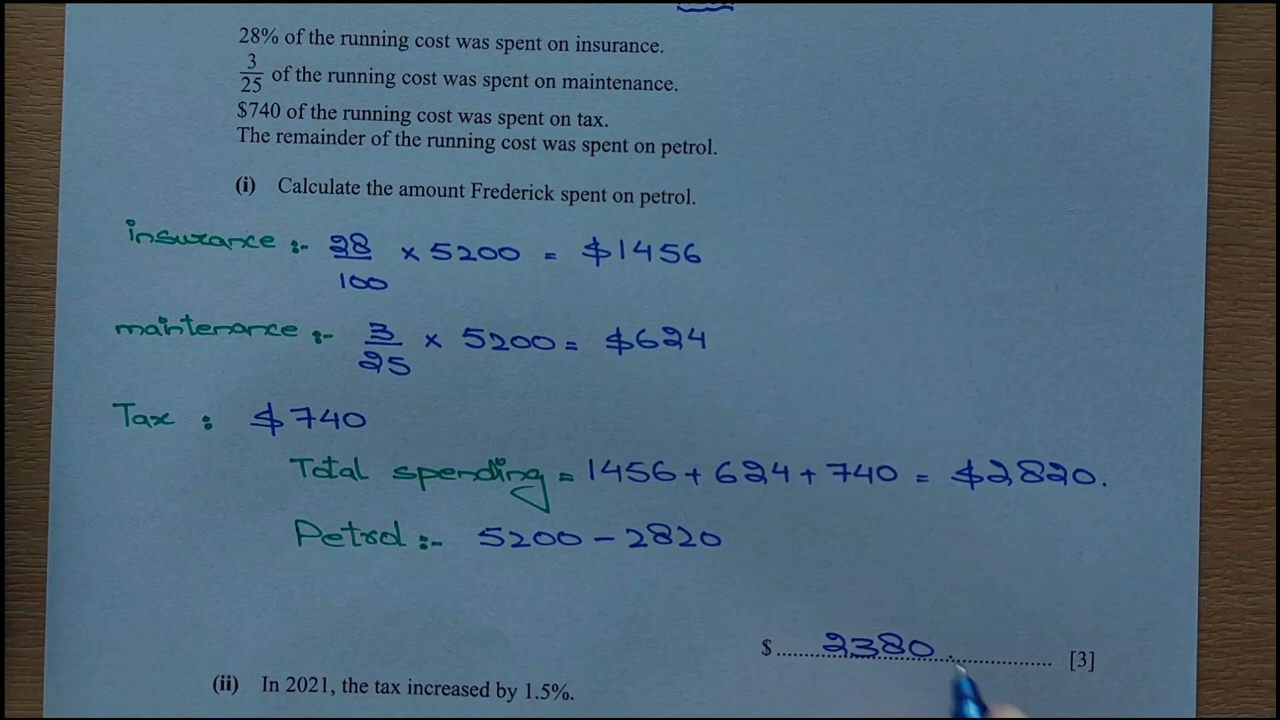 28% of the running cost was spent on insurance.
3/25 of the running cost was spent on maintenance.
$740 of the running cost was spent on tax.
The remainder of the running cost was spent on petrol.
(i) Calculate the amount Frederick spent on petrol.
insurance :- 28/100 × 5200 = $1456
maintenance :- 3/25 × 5200 = $624
Tax : $740
Total spending = 1456 + 624 + 740 = $2820.
Petrol :- 5200 - 2820
$ ..... 2380 ..... [3]
(ii) In 2021, the tax increased by 1.5%.